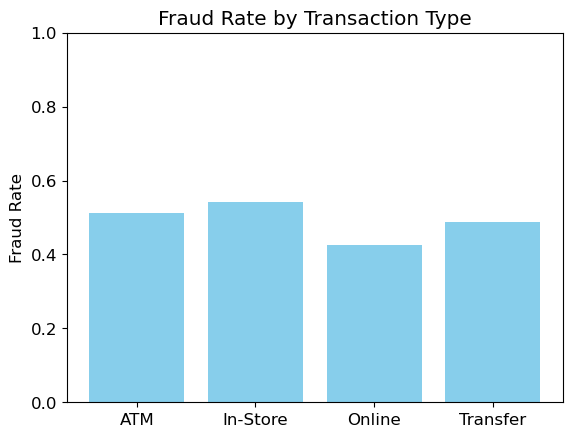 Fraud Rate by Transaction Type
1.0
0.8
0.6
0.4
0.2
0.0
Fraud Rate
ATM In-Store Online Transfer